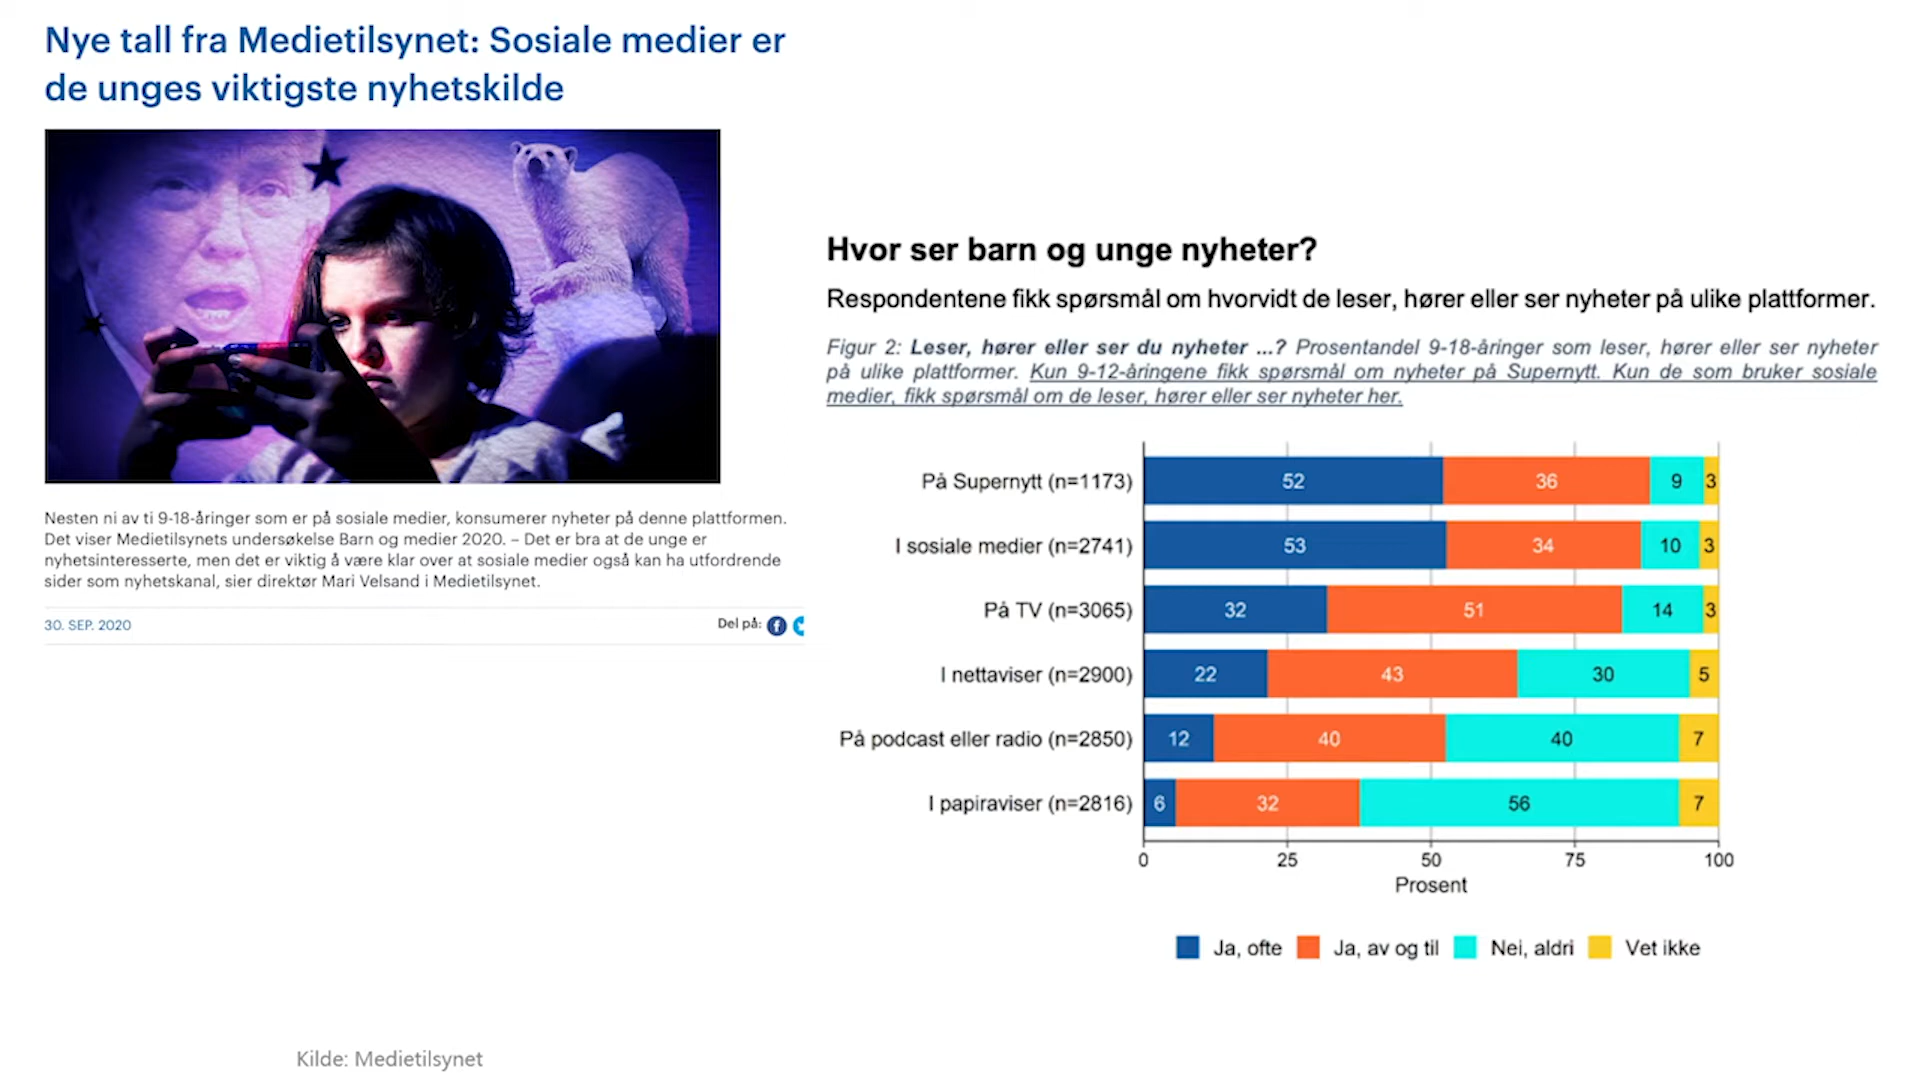 Nye tall fra Medietilsynet: Sosiale medier er
de unges viktigste nyhetskilde
Nesten ni av ti 9-18-åringer som er på sosiale medier, konsumerer nyheter på denne plattformen.
Det viser Medietilsynets undersøkelse Barn og medier 2020. – Det er bra at de unge er
nyhetsinteresserte, men det er viktig å være klar over at sosiale medier også kan ha utfordrende
sider som nyhetskanal, sier direktør Mari Velsand i Medietilsynet.
30. SEP. 2020
Del på:
Hvor ser barn og unge nyheter?
Respondentene fikk spørsmål om hvorvidt de leser, hører eller ser nyheter på ulike plattformer.
Figur 2: Leser, hører eller ser du nyheter ...? Prosentandel 9-18-åringer som leser, hører eller ser nyheter
på ulike plattformer. Kun 9-12-åringene fikk spørsmål om nyheter på Supernytt. Kun de som bruker sosiale
medier, fikk spørsmål om de leser, hører eller ser nyheter her.
På Supernytt (n=1173) 52 36 9 3
I sosiale medier (n=2741) 53 34 10 3
På TV (n=3065) 32 51 14 3
I nettaviser (n=2900) 22 43 30 5
På podcast eller radio (n=2850) 12 40 40 7
I papiraviser (n=2816) 6 32 56 7
0 25 50 75 100
Prosent
Ja, ofte Ja, av og til Nei, aldri Vet ikke
Kilde: Medietilsynet